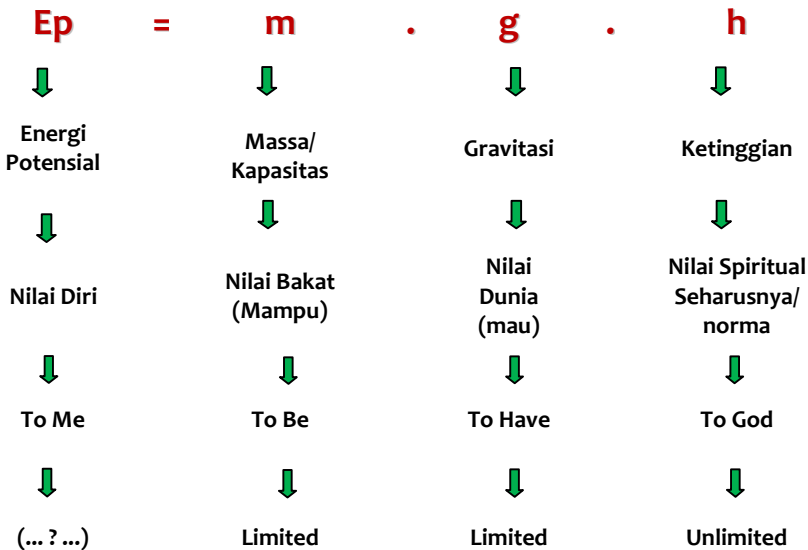 Ep = m . g . h
Energi
Potensial
Massa/
Kapasitas
Gravitasi
Ketinggian
Nilai Diri
Nilai Bakat
(Mampu)
Nilai
Dunia
(mau)
Nilai Spiritual
Seharusnya/
norma
To Me
To Be
To Have
To God
(... ? ...)
Limited
Limited
Unlimited